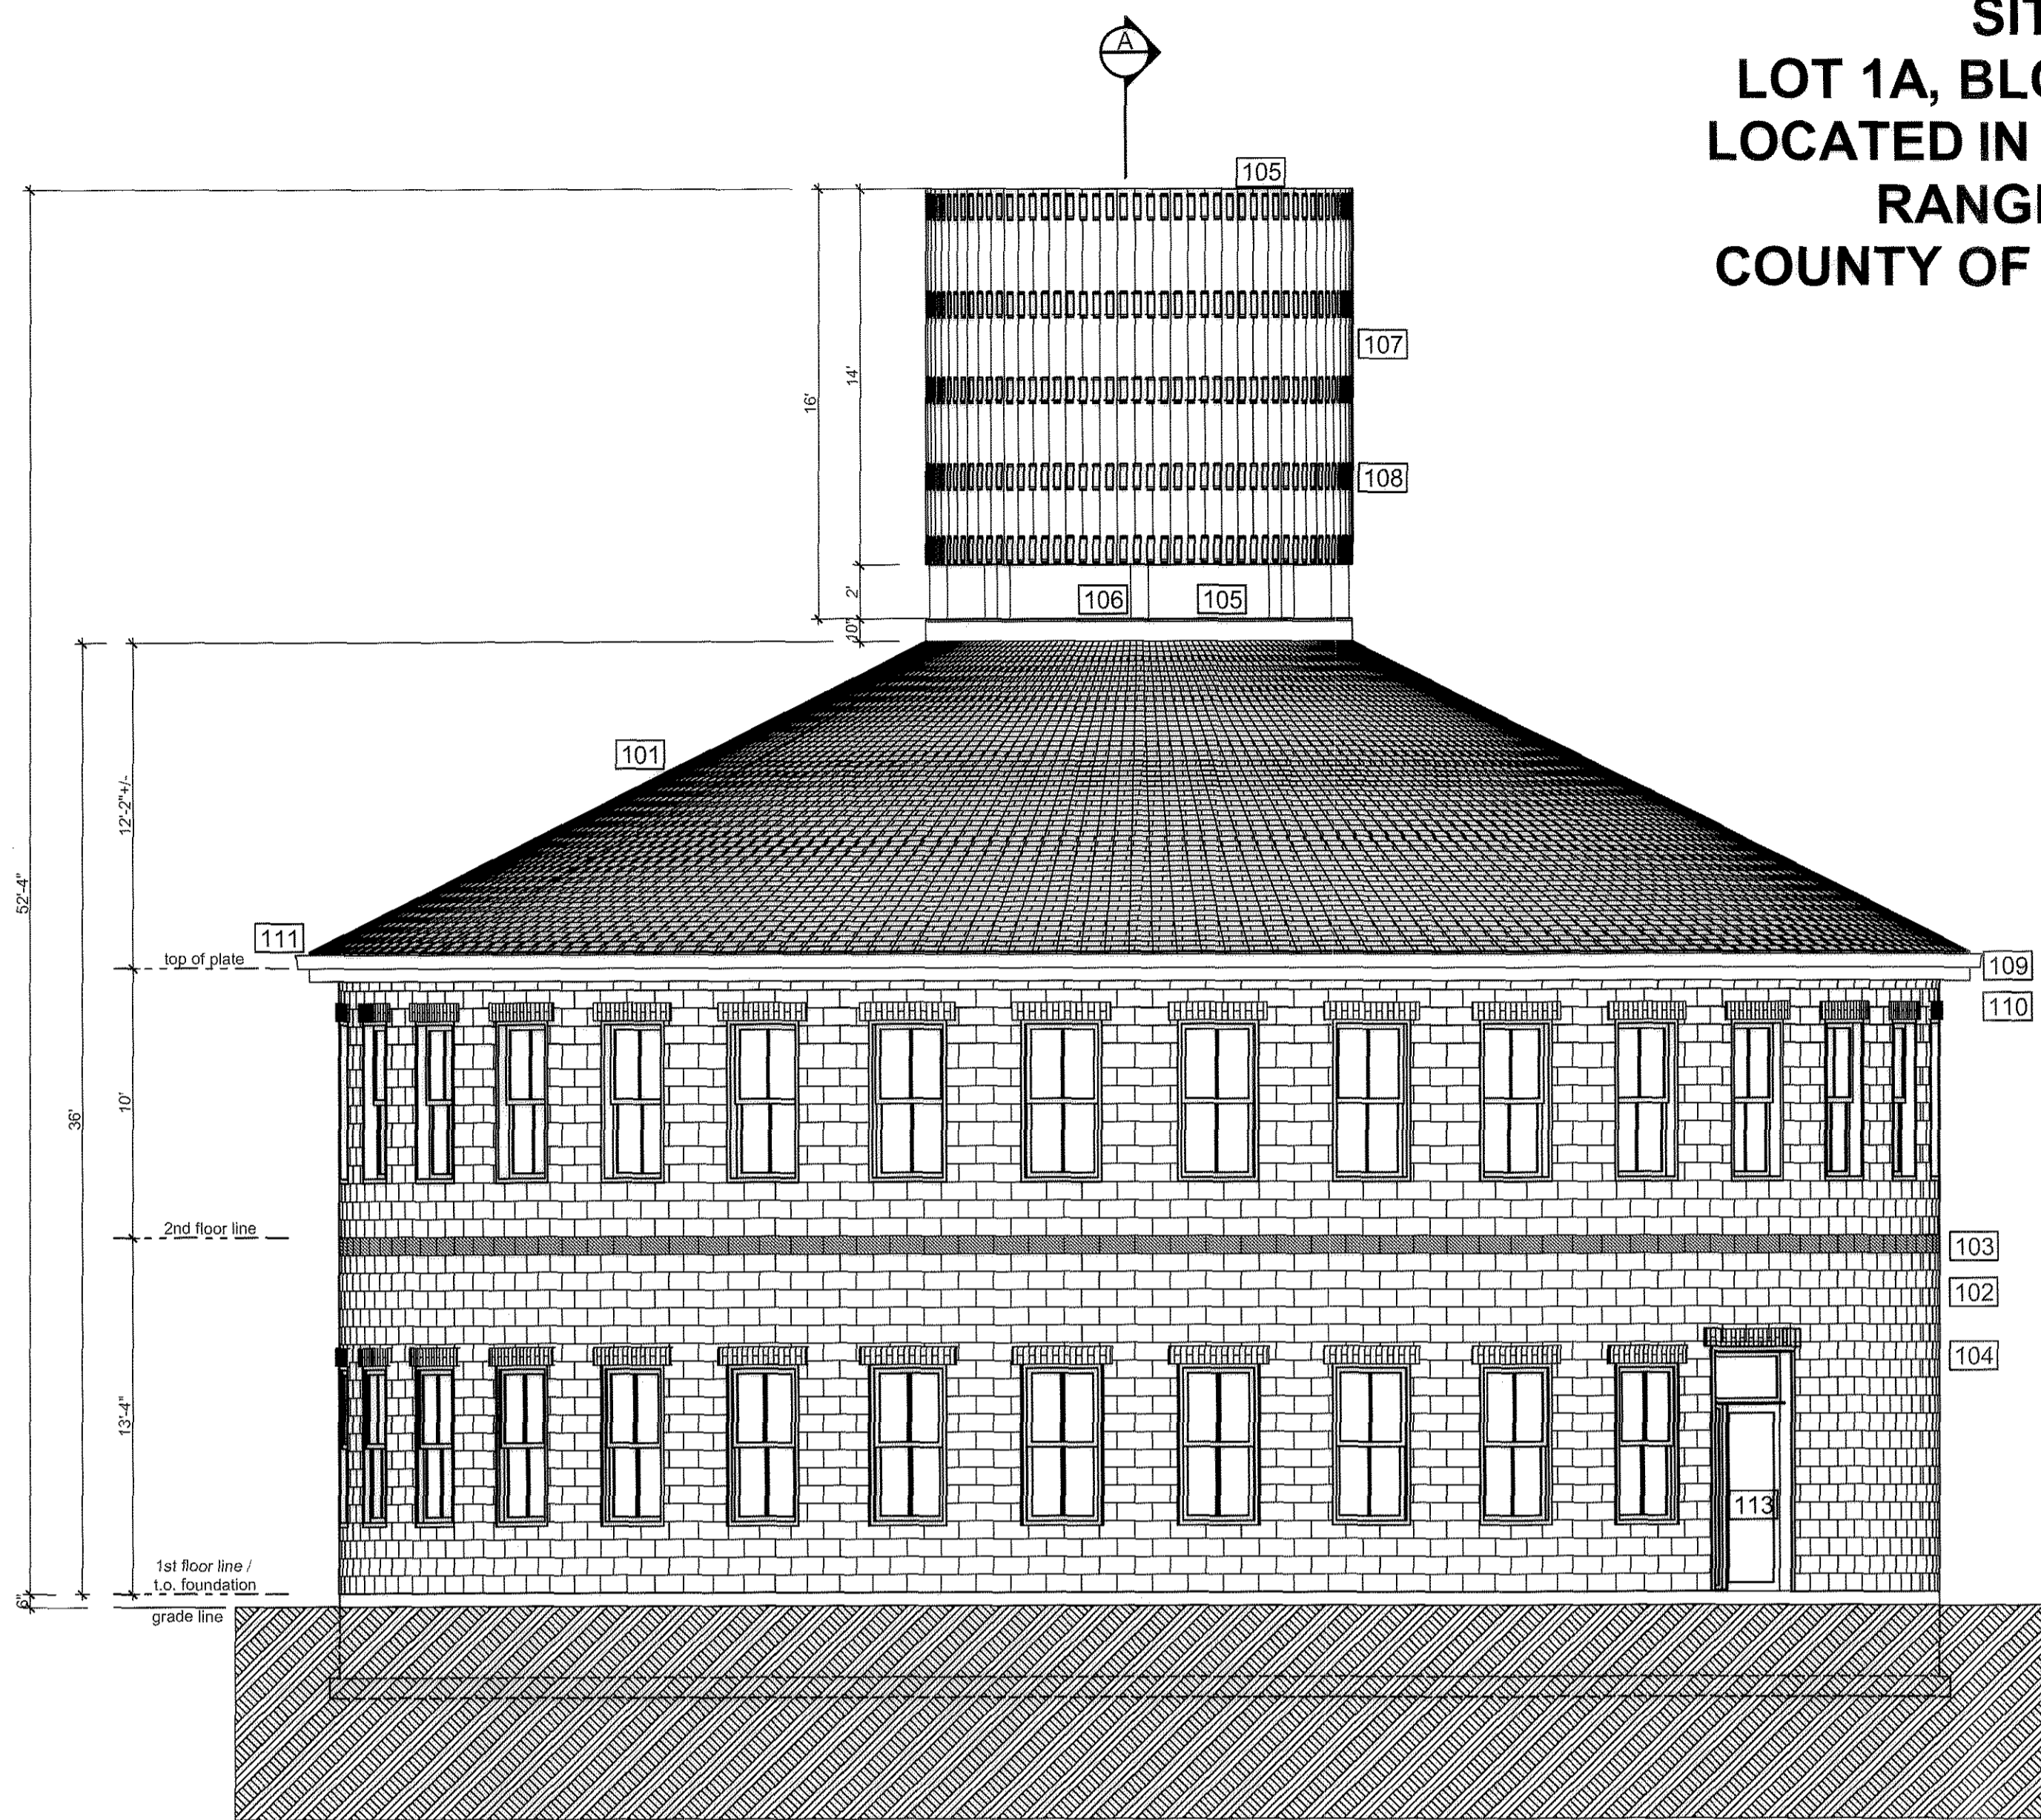 SIT
LOT 1A, BLO
LOCATED IN
RANGE
COUNTY OF
A
105
107
108
16'
14'
2'
10"
106
105
101
12'-2"+/-
52'-4"
36'
111
top of plate
109
110
10'
2nd floor line
103
102
104
13'-4"
113
1st floor line /
t.o. foundation
6"
grade line